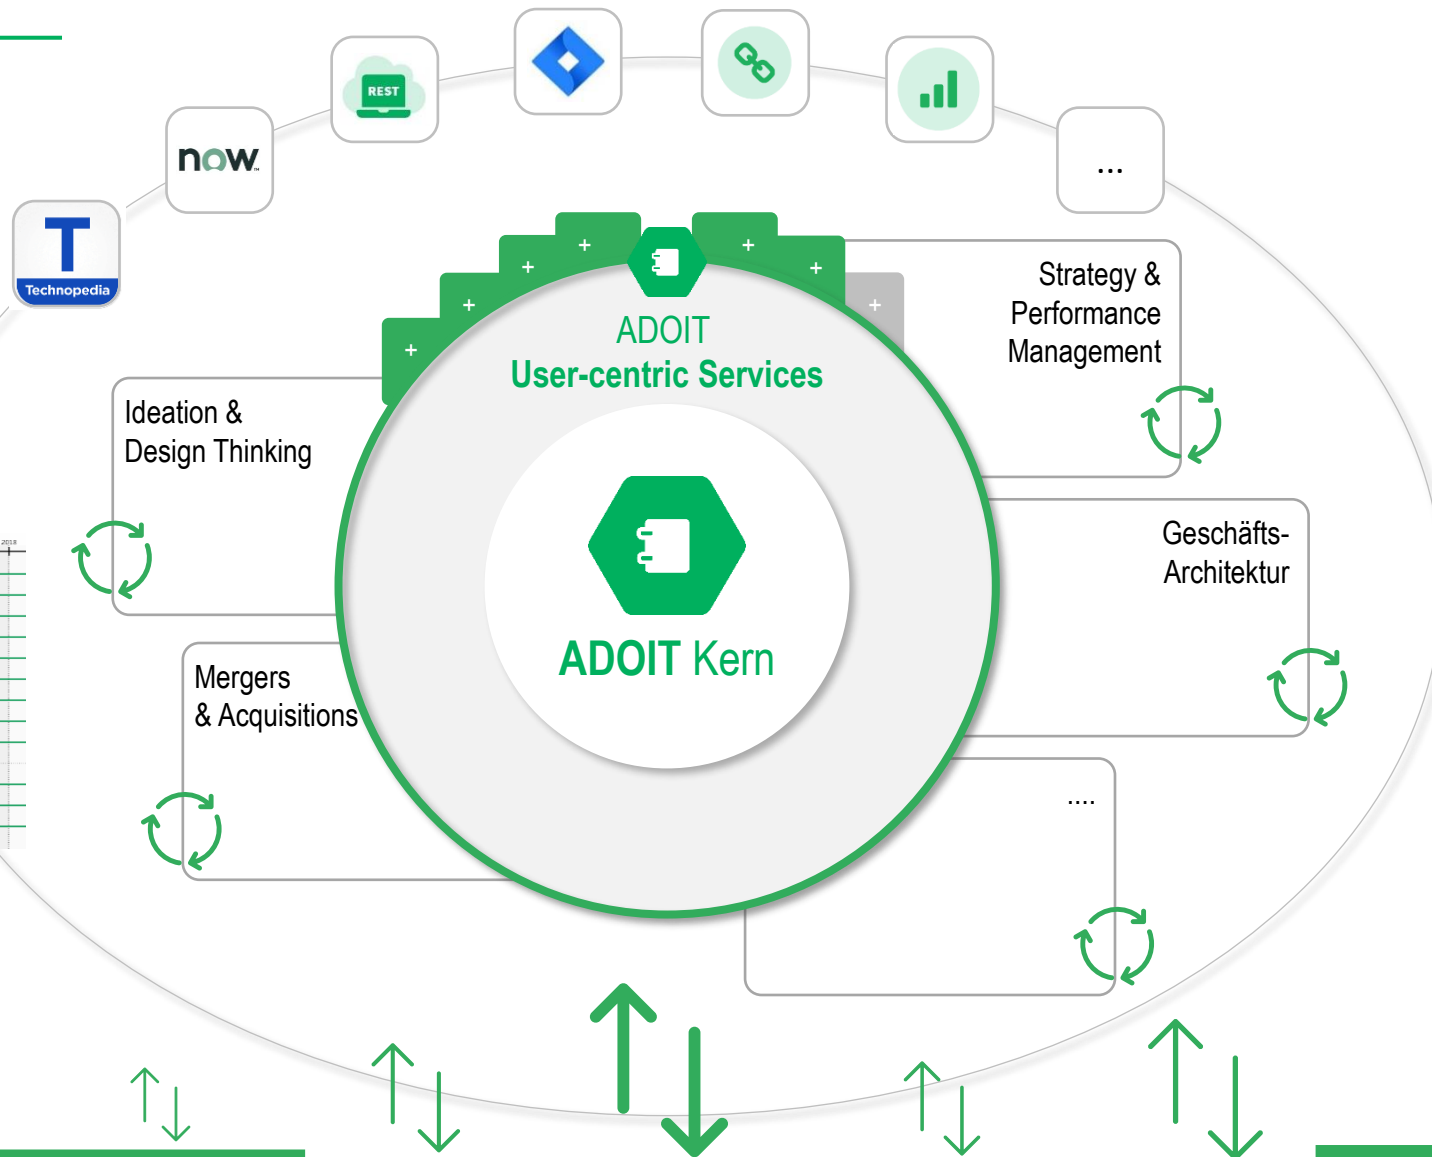 REST
now
...
T
Technopedia
+
+
+
+
+
+
+
ADOIT
User-centric Services
Strategy &
Performance
Management
Ideation &
Design Thinking
2018
Geschäfts-
Architektur
ADOIT Kern
Mergers
& Acquisitions
....